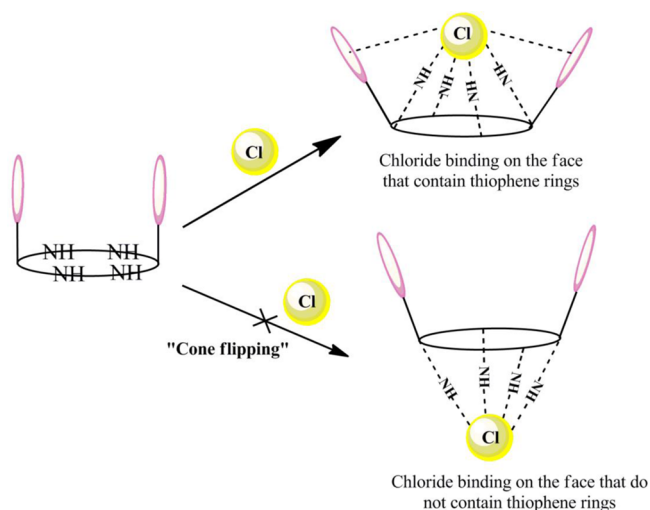 Cl
NH
NH
NH
NH
Cl
Chloride binding on the face
that contain thiophene rings
NH NH
NH NH
Cl
"Cone flipping"
NH
NH
NH
NH
Cl
Chloride binding on the face that do
not contain thiophene rings